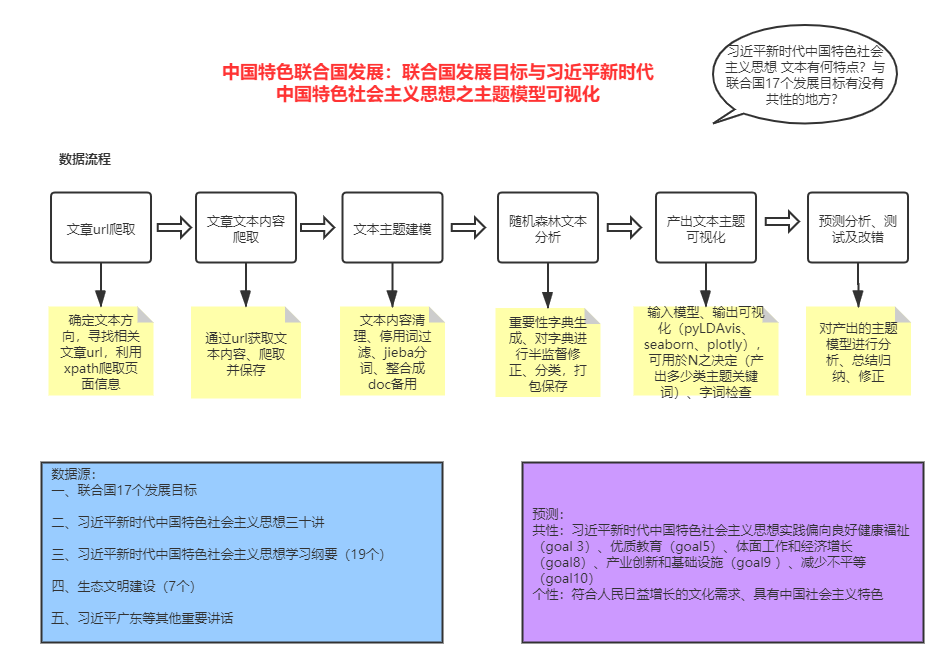 中国特色联合国发展：联合国发展目标与习近平新时代
中国特色社会主义思想之主题模型可视化
习近平新时代中国特色社会
主义思想 文本有何特点？与
联合国17个发展目标有没有
共性的地方?
数据流程
文章url爬取
文章文本内容
爬取
文本主题建模
随机森林文本
分析
产出文本主题
可视化
预测分析、测
试及改错
确定文本方
向，寻找相关
文章url，利用
xpath爬取页
面信息
通过url获取文
本内容、爬取
并保存
文本内容清
理、停用词过
滤、jieba分
词、整合成
doc备用
重要性字典生
成、对字典进
行半监督修
正、分类，打
包保存
输入模型、输出可视
化（pyLDAvis、
seaborn、plotly），
可用於N之决定（产
出多少类主题关键
词）、字词检查
对产出的主题
模型进行分
析、总结归
纳、修正
数据源：
一、联合国17个发展目标
二、习近平新时代中国特色社会主义思想三十讲
三、习近平新时代中国特色社会主义思想学习纲要（19个）
四、生态文明建设（7个）
五、习近平广东等其他重要讲话
预测：
共性：习近平新时代中国特色社会主义思想实践偏向良好健康福祉
（goal 3）、优质教育（goal5）、体面工作和经济增长
（goal8）、产业创新和基础设施（goal9 ）、减少不平等
（goal10）
个性：符合人民日益增长的文化需求、具有中国社会主义特色